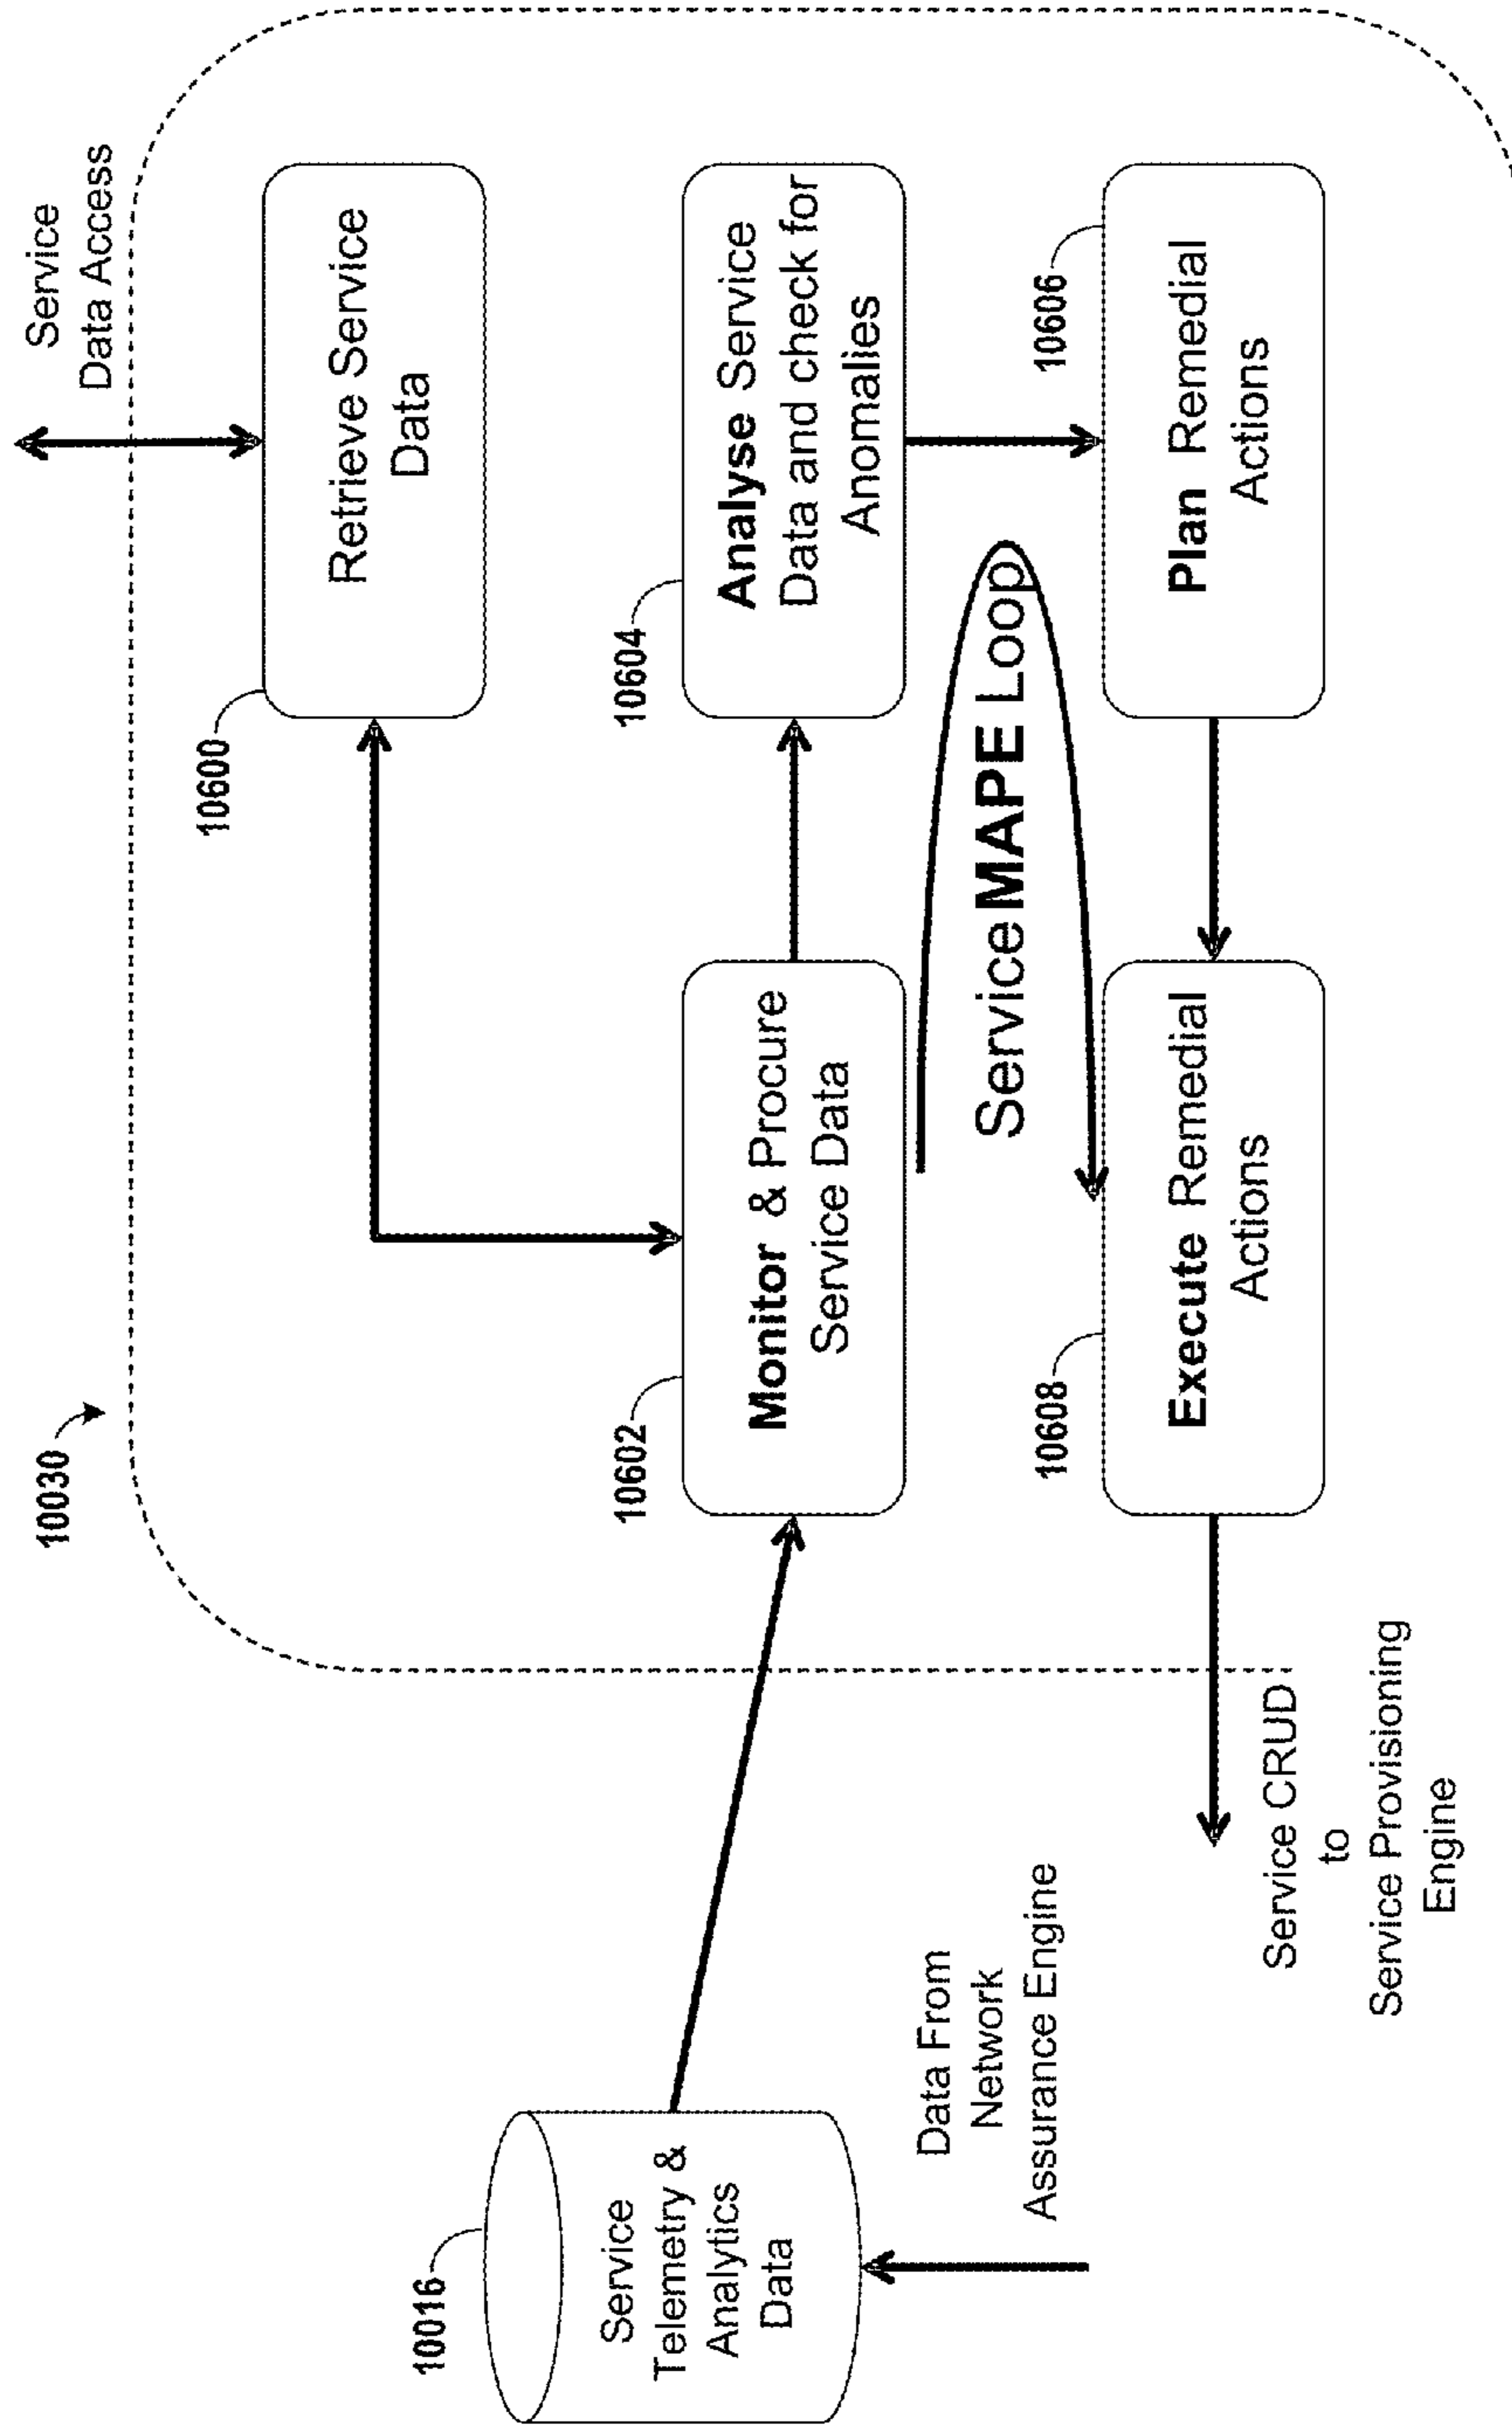 10030
Service
Data Access
10600
Retrieve Service
Data
10016
Service
Telemetry &
Analytics
Data
Data From
Network
Assurance Engine
10602
Monitor & Procure
Service Data
10604
Analyse Service
Data and check for
Anomalies
Service MAPE Loop
10608
Execute Remedial
Actions
10606
Plan Remedial
Actions
Service CRUD
to
Service Provisioning
Engine